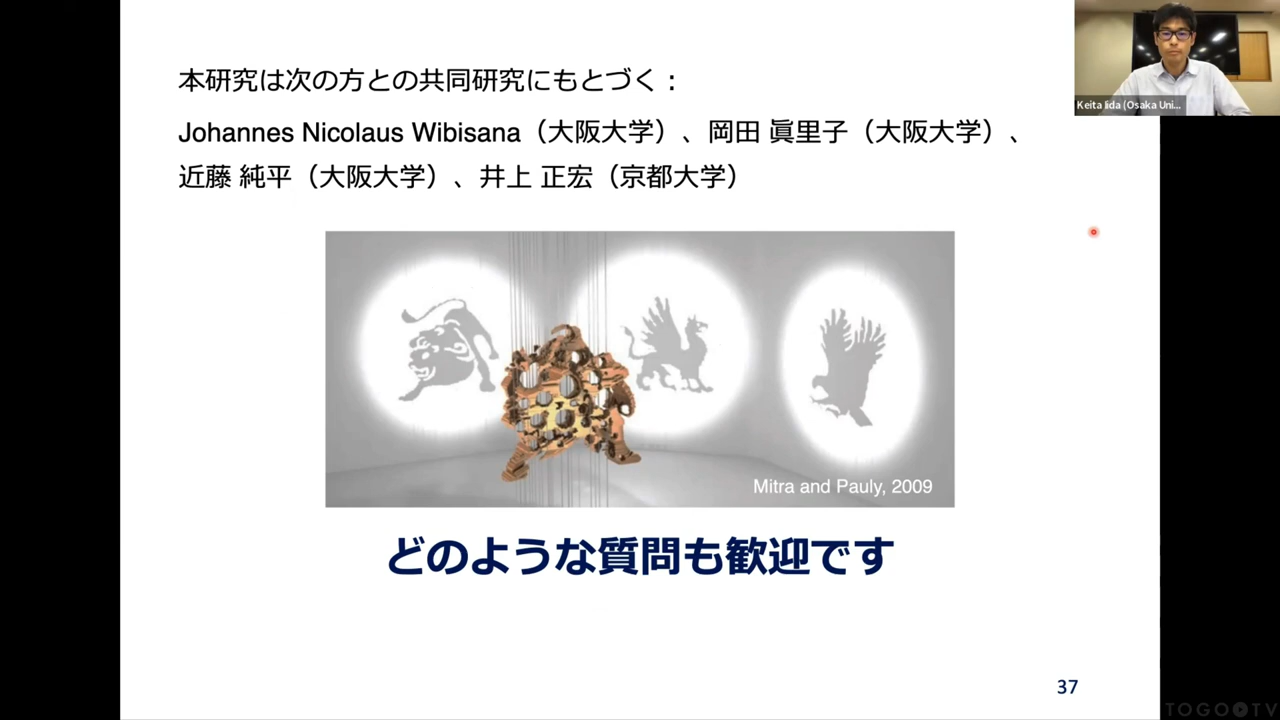 本研究は次の方との共同研究にもとづく：
Johannes Nicolaus Wibisana（大阪大学）、岡田 眞里子（大阪大学）、
近藤 純平（大阪大学）、井上 正宏（京都大学）
Keita Iida (Osaka Uni...
Mitra and Pauly, 2009
どのような質問も歓迎です
37
TOGO TV